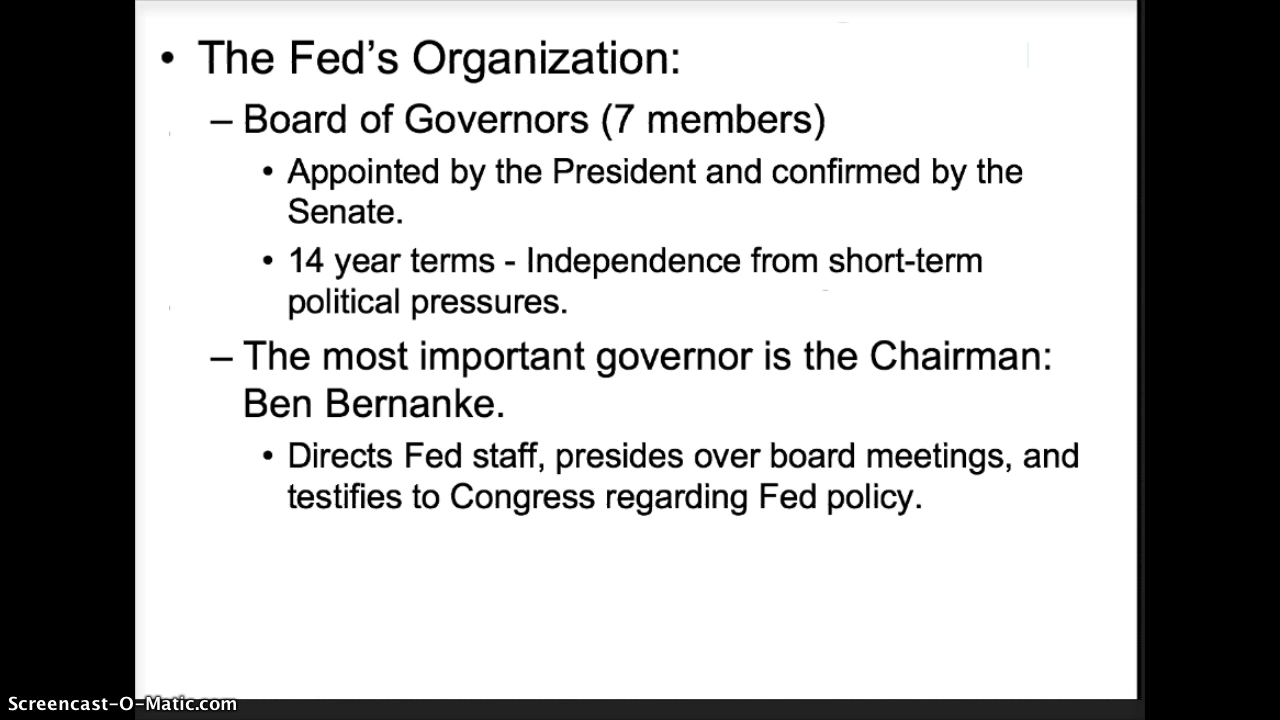 • The Fed's Organization:
– Board of Governors (7 members)
• Appointed by the President and confirmed by the
Senate.
• 14 year terms - Independence from short-term
political pressures.
– The most important governor is the Chairman:
Ben Bernanke.
• Directs Fed staff, presides over board meetings, and
testifies to Congress regarding Fed policy.
Screencast-O-Matic.com